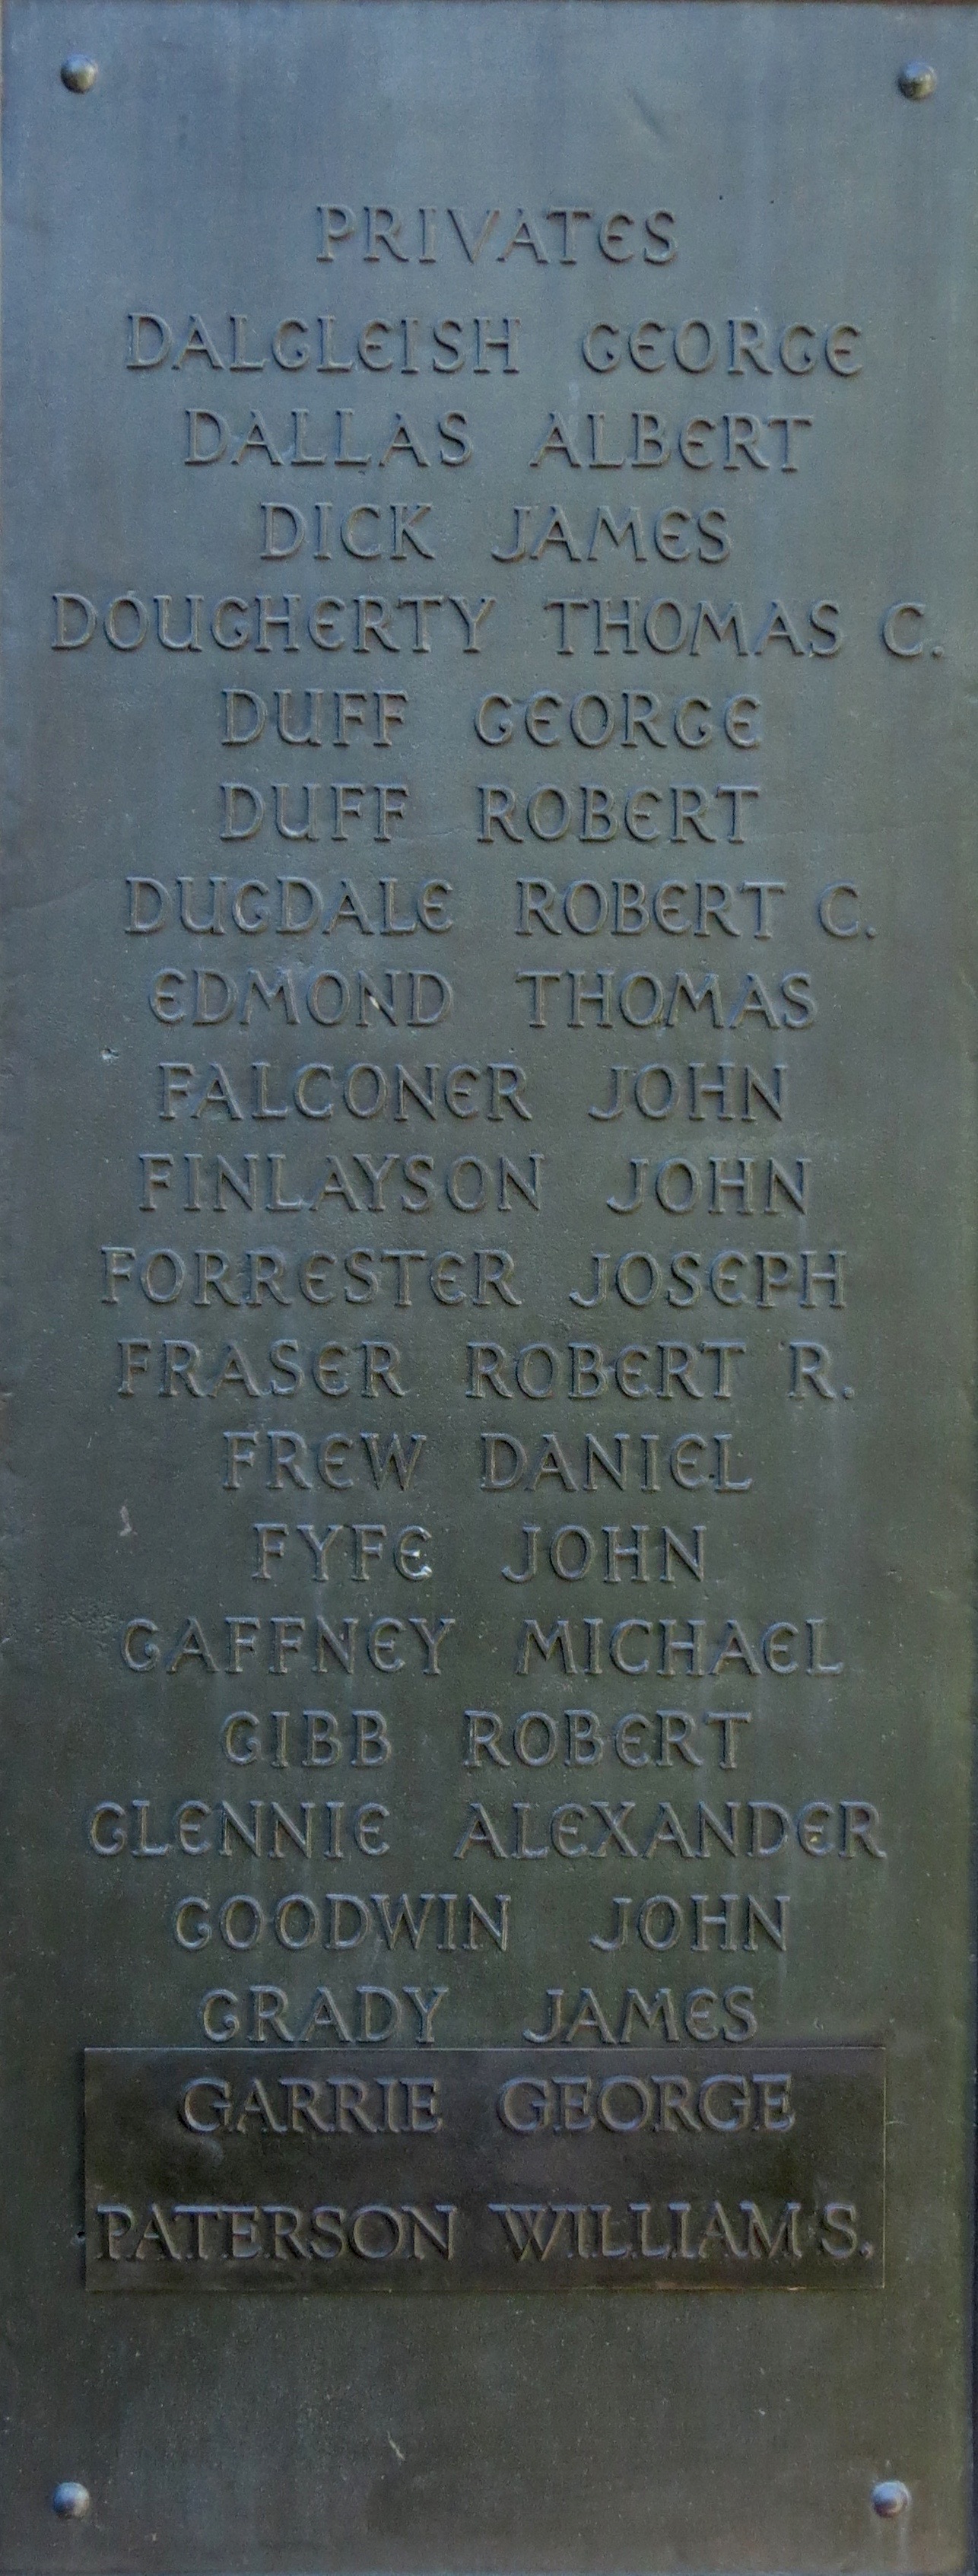 PRIVATES
DALGLEISH GEORGE
DALLAS ALBERT
DICK JAMES
DOUGHERTY THOMAS C.
DUFF GEORGE
DUFF ROBERT
DUGDALE ROBERT C.
EDMOND THOMAS
FALCONER JOHN
FINLAYSON JOHN
FORRESTER JOSEPH
FRASER ROBERT R.
FREW DANIEL
FYFE JOHN
GAFFNEY MICHAEL
GIBB ROBERT
GLENNIE ALEXANDER
GOODWIN JOHN
GRADY JAMES
GARRIE GEORGE
PATERSON WILLIAM S.